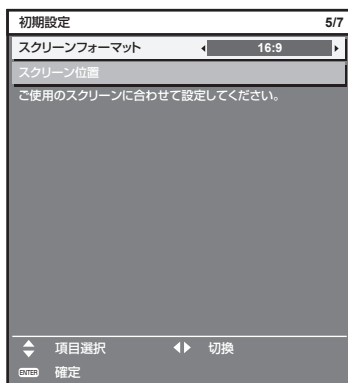 初期設定 5/7
スクリーンフォーマット 16:9
スクリーン位置
ご使用のスクリーンに合わせて設定してください。
項目選択 切換
ENTER 確定